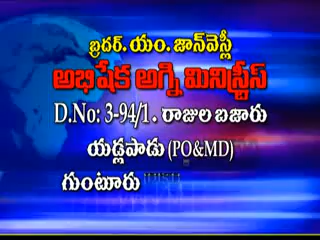 బ్రదర్. యం. జాన్‌వెస్లీ
అభిషేక అగ్ని మినిస్ట్రీస్
D.No: 3-94/1. రాజుల బజారు
యడ్లపాడు (PO&MD)
గుంటూరు